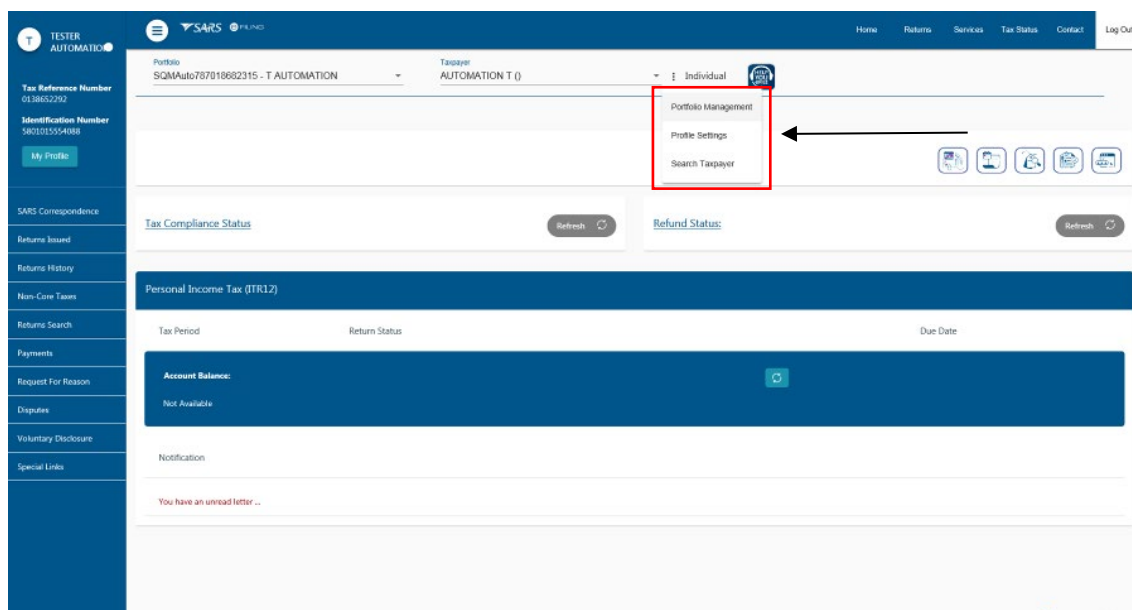 T
TESTER
AUTOMATIO
SARS eFILING
Home
Returns
Services
Tax Status
Contact
Log Out
Portfolio
SQMAuto787018682315 - T AUTOMATION
Taxpayer
AUTOMATION T ()
Individual
HELP
YOU
eFILE
Tax Reference Number
0138652292
Identification Number
5801015554088
My Profile
Portfolio Management
Profile Settings
Search Taxpayer
SARS Correspondence
Returns Issued
Returns History
Non-Core Taxes
Returns Search
Payments
Request For Reason
Disputes
Voluntary Disclosure
Special Links
Tax Compliance Status
Refresh
Refund Status:
Refresh
Personal Income Tax (ITR12)
Tax Period
Return Status
Due Date
Account Balance:
Not Available
Notification
You have an unread letter ...